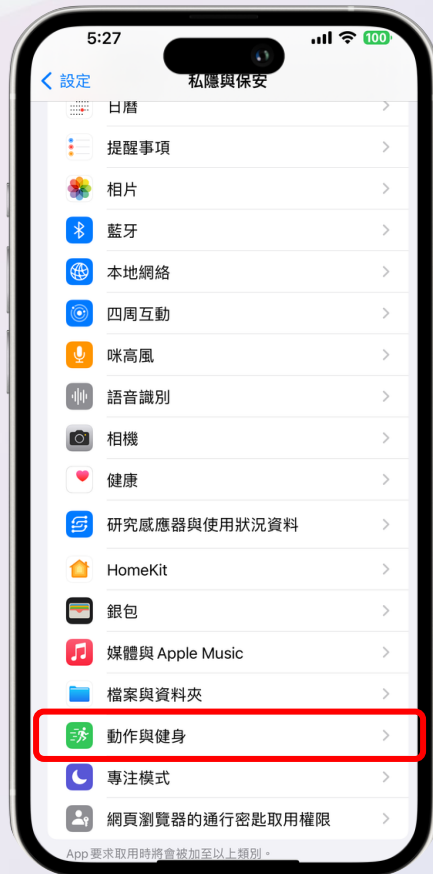 5:27
100
設定
私隱與保安
日曆
提醒事項
相片
藍牙
本地網絡
四周互動
咪高風
語音識別
相機
健康
研究感應器與使用狀況資料
HomeKit
銀包
媒體與 Apple Music
檔案與資料夾
動作與健身
專注模式
網頁瀏覽器的通行密匙取用權限
App 要求取用時將會被加至以上類別。